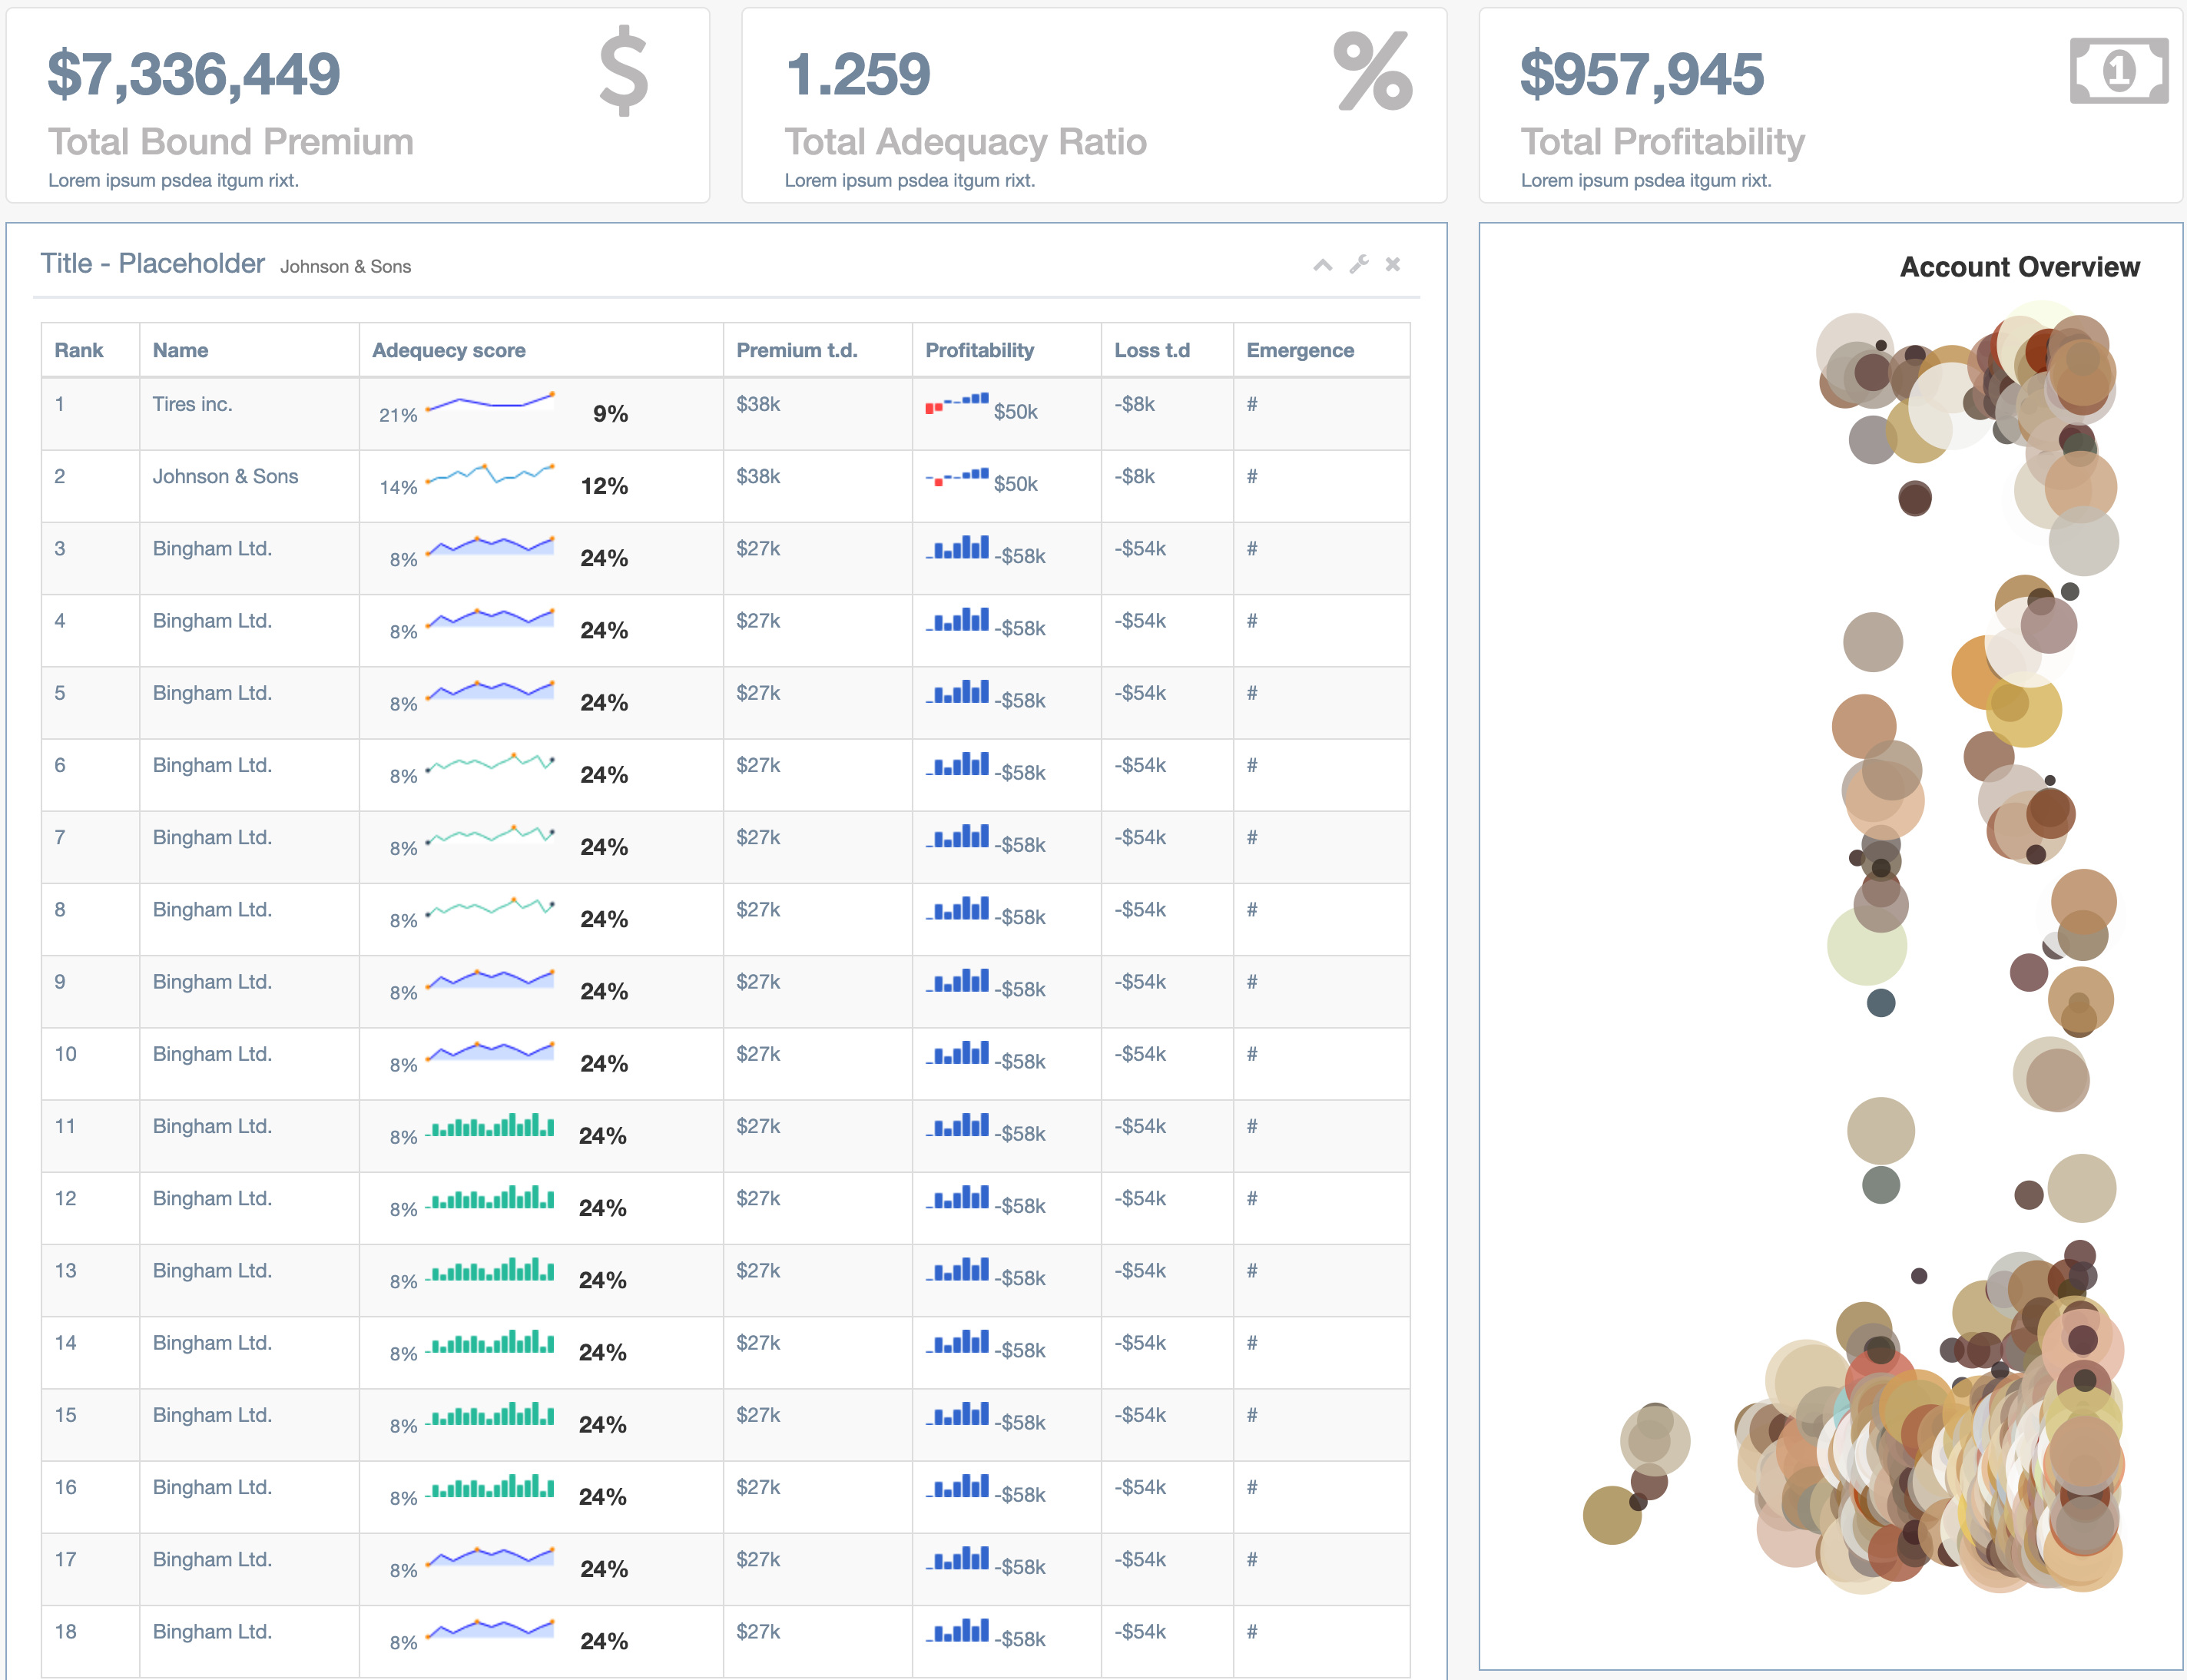 $7,336,449
Total Bound Premium
Lorem ipsum psdea itgum rixt.
1.259
Total Adequacy Ratio
Lorem ipsum psdea itgum rixt.
$957,945
Total Profitability
Lorem ipsum psdea itgum rixt.
Title - Placeholder Johnson & Sons
Rank Name Adequecy score Premium t.d. Profitability Loss t.d Emergence
1 Tires inc. 21% 9% $38k $50k -$8k #
2 Johnson & Sons 14% 12% $38k $50k -$8k #
3 Bingham Ltd. 8% 24% $27k -$58k -$54k #
4 Bingham Ltd. 8% 24% $27k -$58k -$54k #
5 Bingham Ltd. 8% 24% $27k -$58k -$54k #
6 Bingham Ltd. 8% 24% $27k -$58k -$54k #
7 Bingham Ltd. 8% 24% $27k -$58k -$54k #
8 Bingham Ltd. 8% 24% $27k -$58k -$54k #
9 Bingham Ltd. 8% 24% $27k -$58k -$54k #
10 Bingham Ltd. 8% 24% $27k -$58k -$54k #
11 Bingham Ltd. 8% 24% $27k -$58k -$54k #
12 Bingham Ltd. 8% 24% $27k -$58k -$54k #
13 Bingham Ltd. 8% 24% $27k -$58k -$54k #
14 Bingham Ltd. 8% 24% $27k -$58k -$54k #
15 Bingham Ltd. 8% 24% $27k -$58k -$54k #
16 Bingham Ltd. 8% 24% $27k -$58k -$54k #
17 Bingham Ltd. 8% 24% $27k -$58k -$54k #
18 Bingham Ltd. 8% 24% $27k -$58k -$54k #
Account Overview